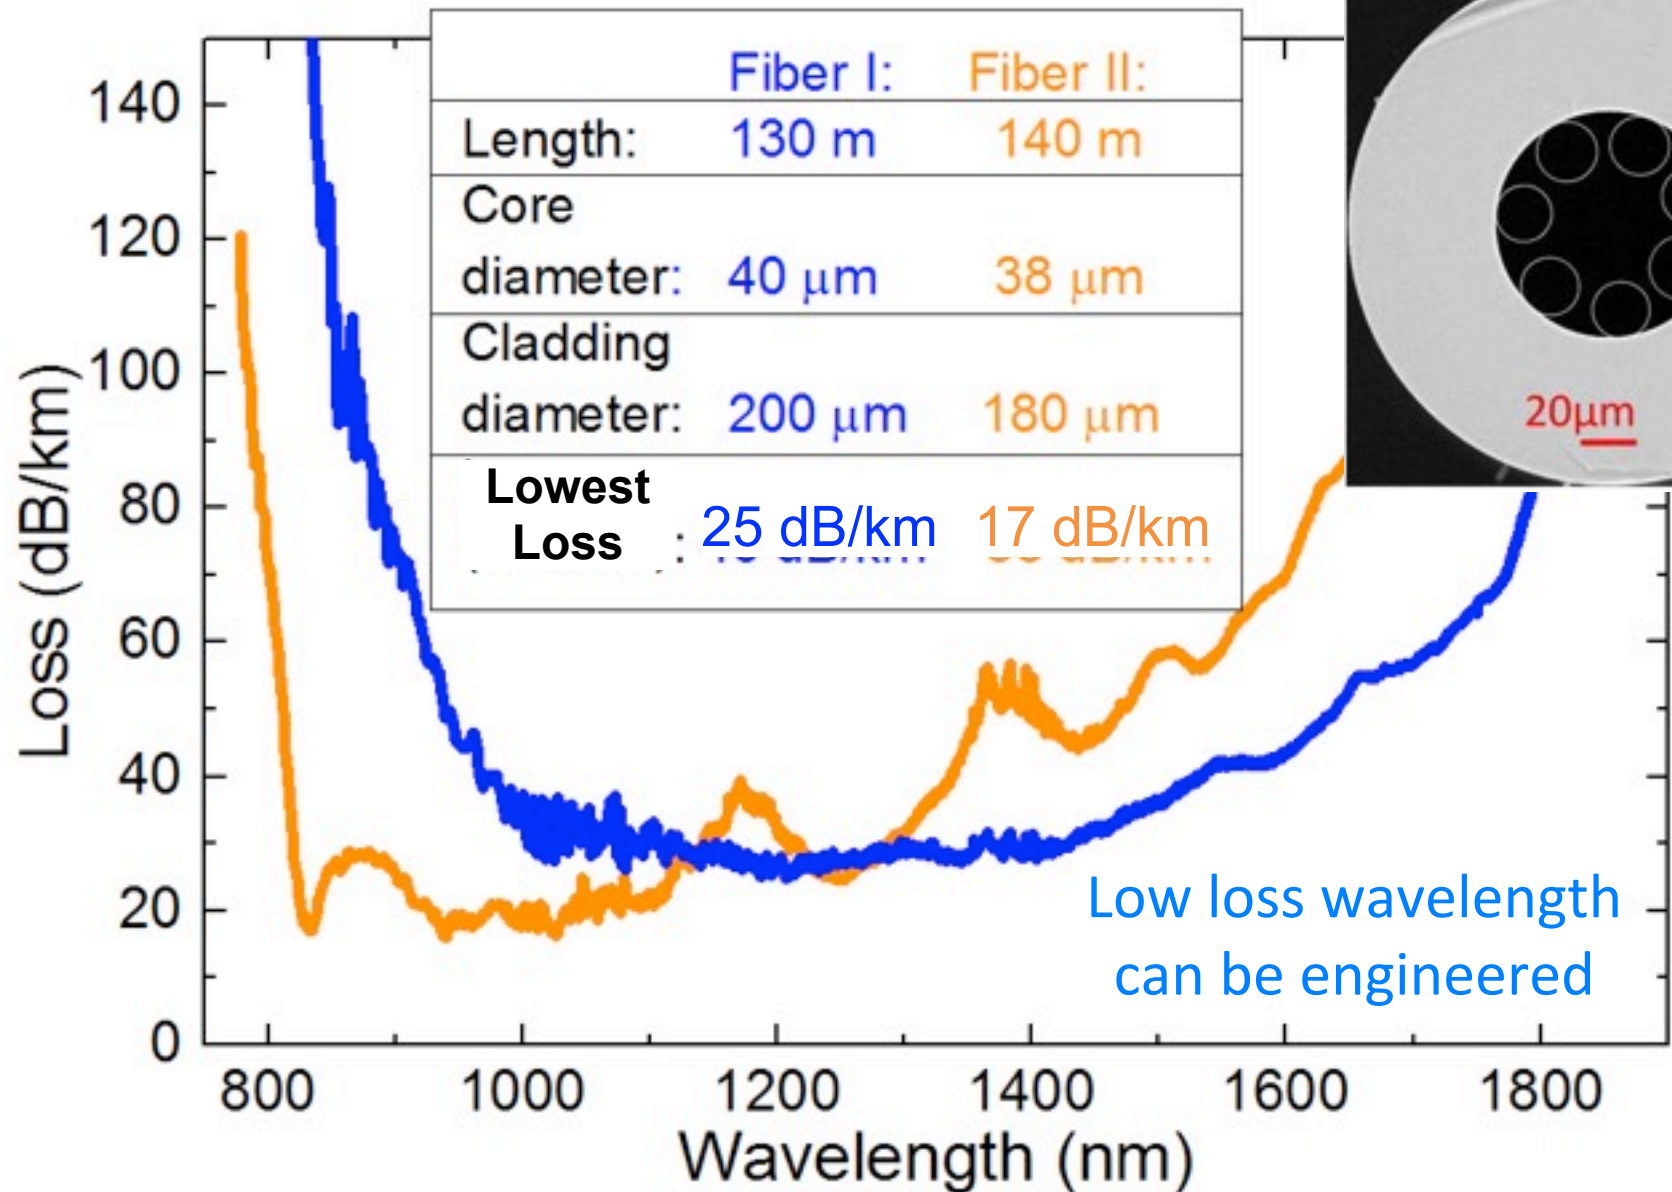 Fiber I: Fiber II:
Length: 130 m 140 m
Core
diameter: 40 μm 38 μm
Cladding
diameter: 200 μm 180 μm
Lowest
Loss : 25 dB/km 17 dB/km
20μm
140
120
100
80
60
40
20
0
Loss (dB/km)
Low loss wavelength
can be engineered
800 1000 1200 1400 1600 1800
Wavelength (nm)